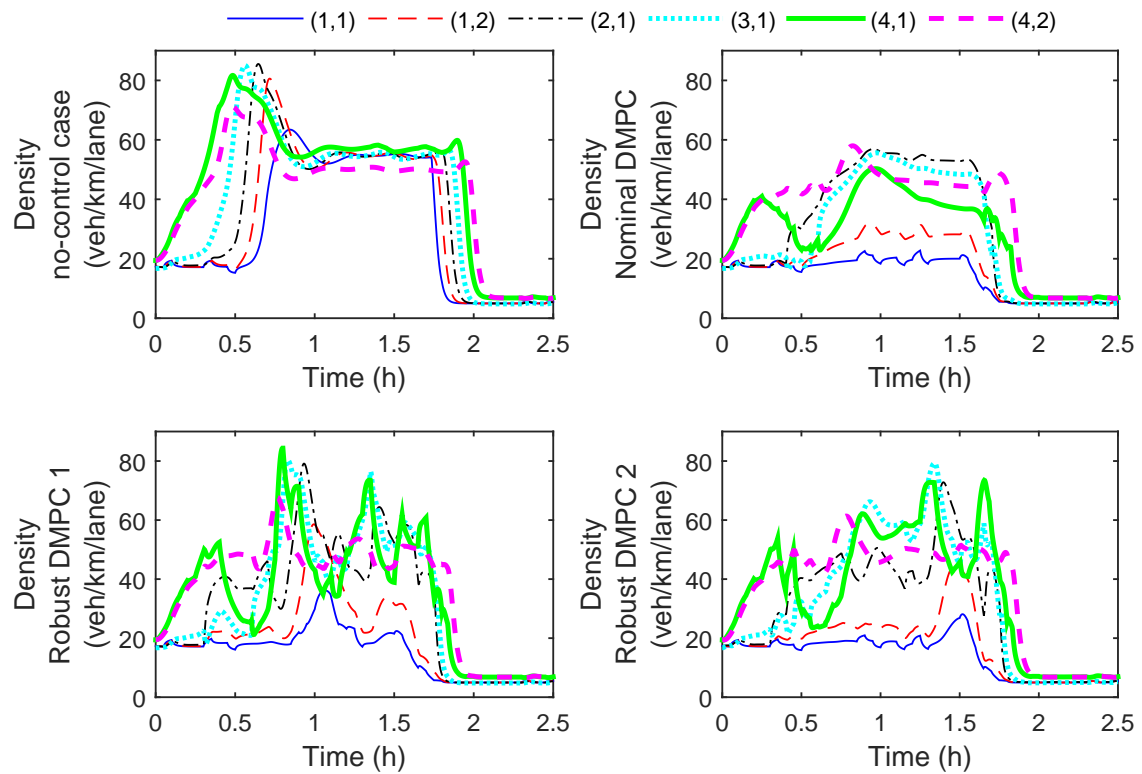 (1,1) (1,2) (2,1) (3,1) (4,1) (4,2)
Density
no-control case
(veh/km/lane)
80
60
40
20
0
0 0.5 1 1.5 2 2.5
Time (h)
Density
Nominal DMPC
(veh/km/lane)
80
60
40
20
0
0 0.5 1 1.5 2 2.5
Time (h)
Density
Robust DMPC 1
(veh/km/lane)
80
60
40
20
0
0 0.5 1 1.5 2 2.5
Time (h)
Density
Robust DMPC 2
(veh/km/lane)
80
60
40
20
0
0 0.5 1 1.5 2 2.5
Time (h)